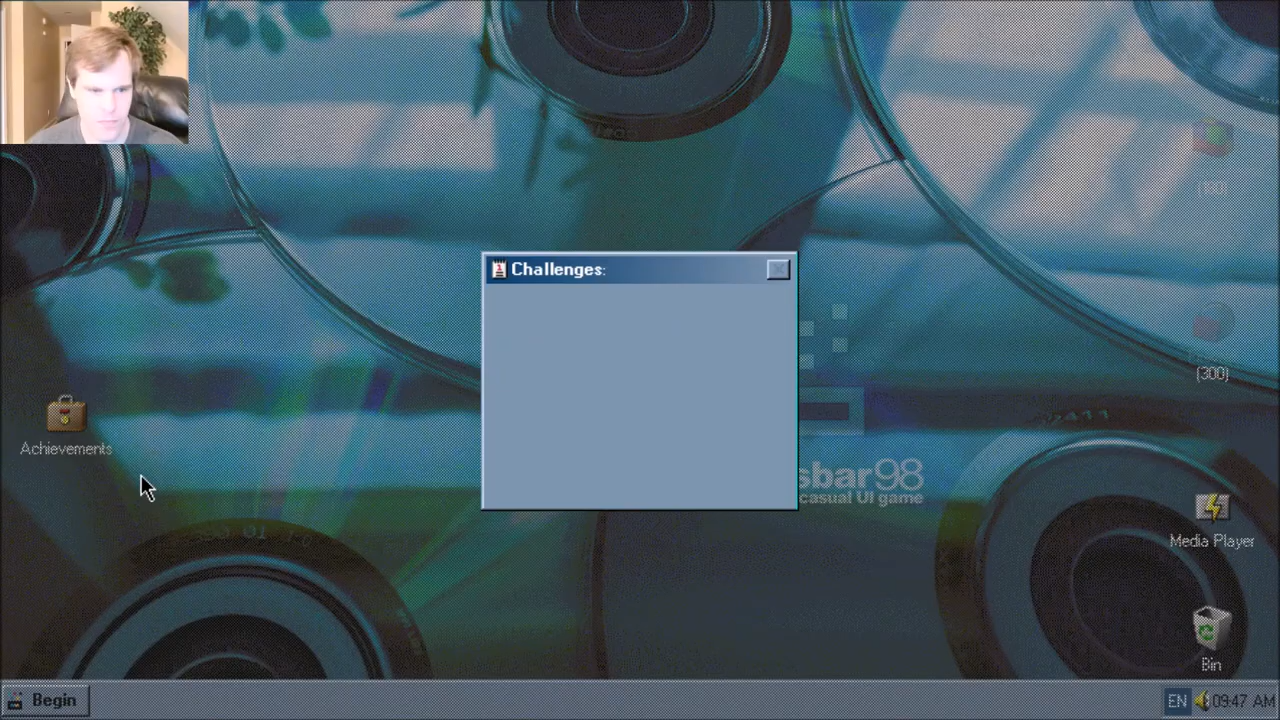 Challenges:
(300)
Achievements
sbar98
casual UI game
Media Player
Bin
Begin
EN
09:47 AM